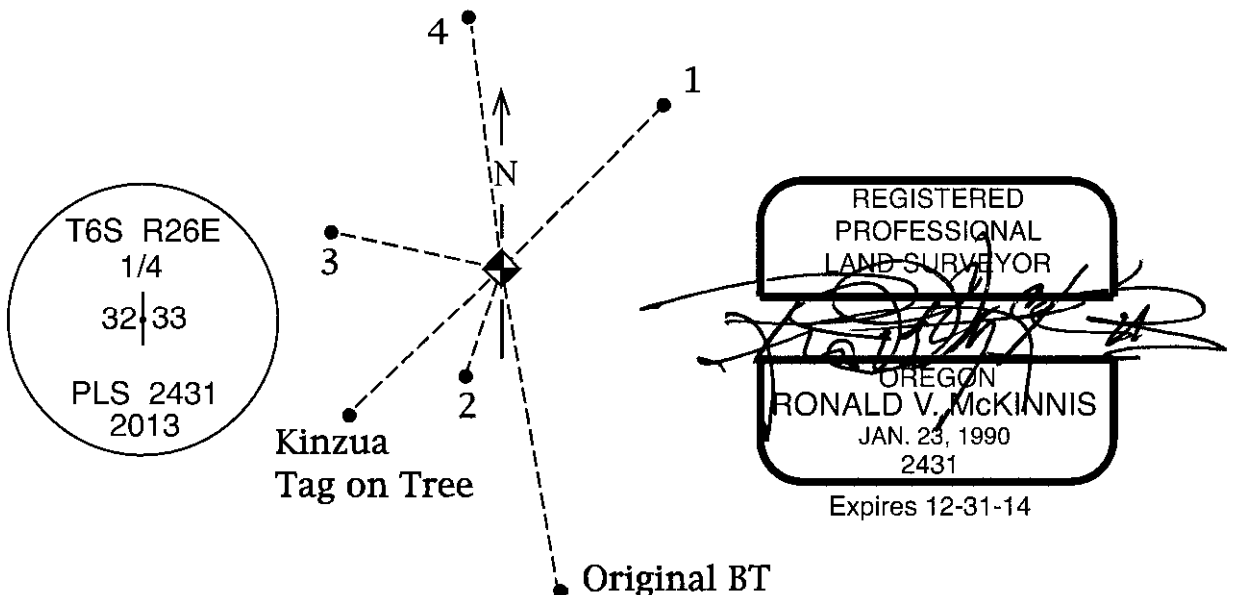 4
1
N
T6S R26E
1/4
32 33
PLS 2431
2013
3
2
Kinzua
Tag on Tree
Original BT
REGISTERED
PROFESSIONAL
LAND SURVEYOR
OREGON
RONALD V. McKINNIS
JAN. 23, 1990
2431
Expires 12-31-14